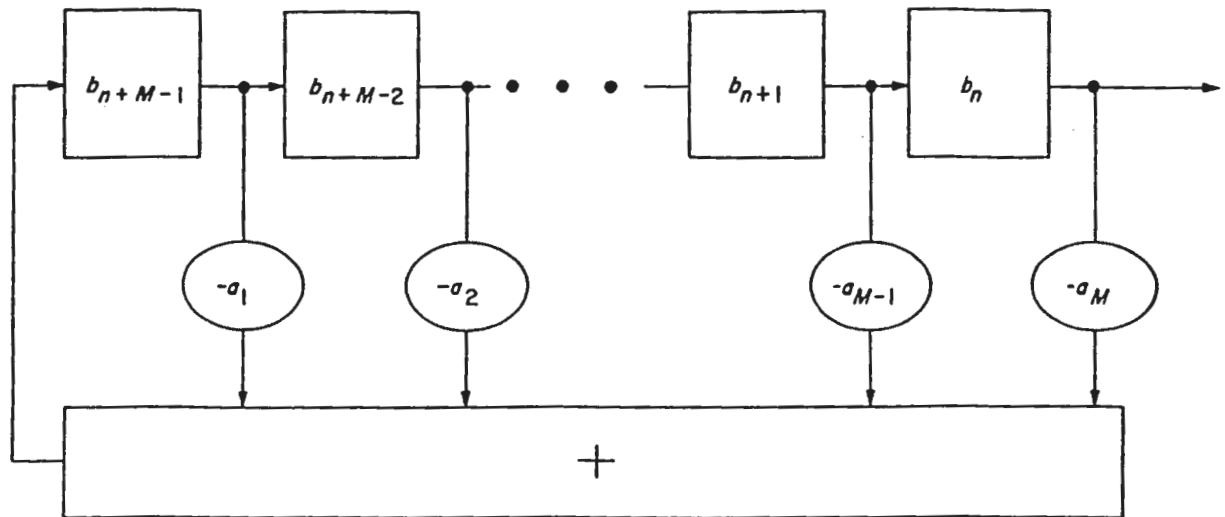 b_{n+M-1} b_{n+M-2} • • • b_{n+1} b_n
-a_1 -a_2 -a_{M-1} -a_M
+